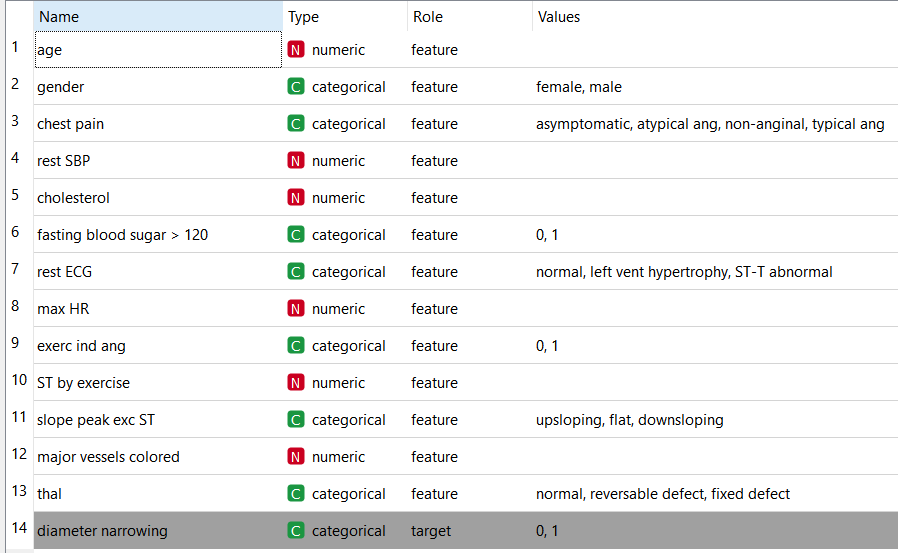 Name Type Role Values
1 age N numeric feature
2 gender C categorical feature female, male
3 chest pain C categorical feature asymptomatic, atypical ang, non-anginal, typical ang
4 rest SBP N numeric feature
5 cholesterol N numeric feature
6 fasting blood sugar > 120 C categorical feature 0, 1
7 rest ECG C categorical feature normal, left vent hypertrophy, ST-T abnormal
8 max HR N numeric feature
9 exerc ind ang C categorical feature 0, 1
10 ST by exercise N numeric feature
11 slope peak exc ST C categorical feature upsloping, flat, downsloping
12 major vessels colored N numeric feature
13 thal C categorical feature normal, reversable defect, fixed defect
14 diameter narrowing C categorical target 0, 1